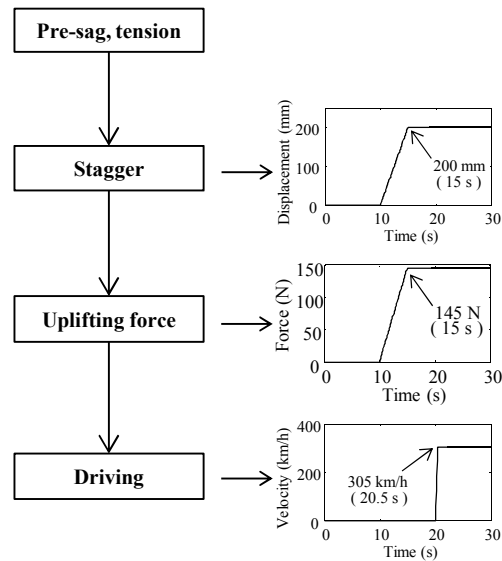 Pre-sag, tension
Stagger
Displacement (mm)
200
100
0
0 10 20 30
Time (s)
200 mm
( 15 s )
Uplifting force
Force (N)
150
100
50
0
0 10 20 30
Time (s)
145 N
( 15 s )
Driving
Velocity (km/h)
400
200
0
0 10 20 30
Time (s)
305 km/h
( 20.5 s )